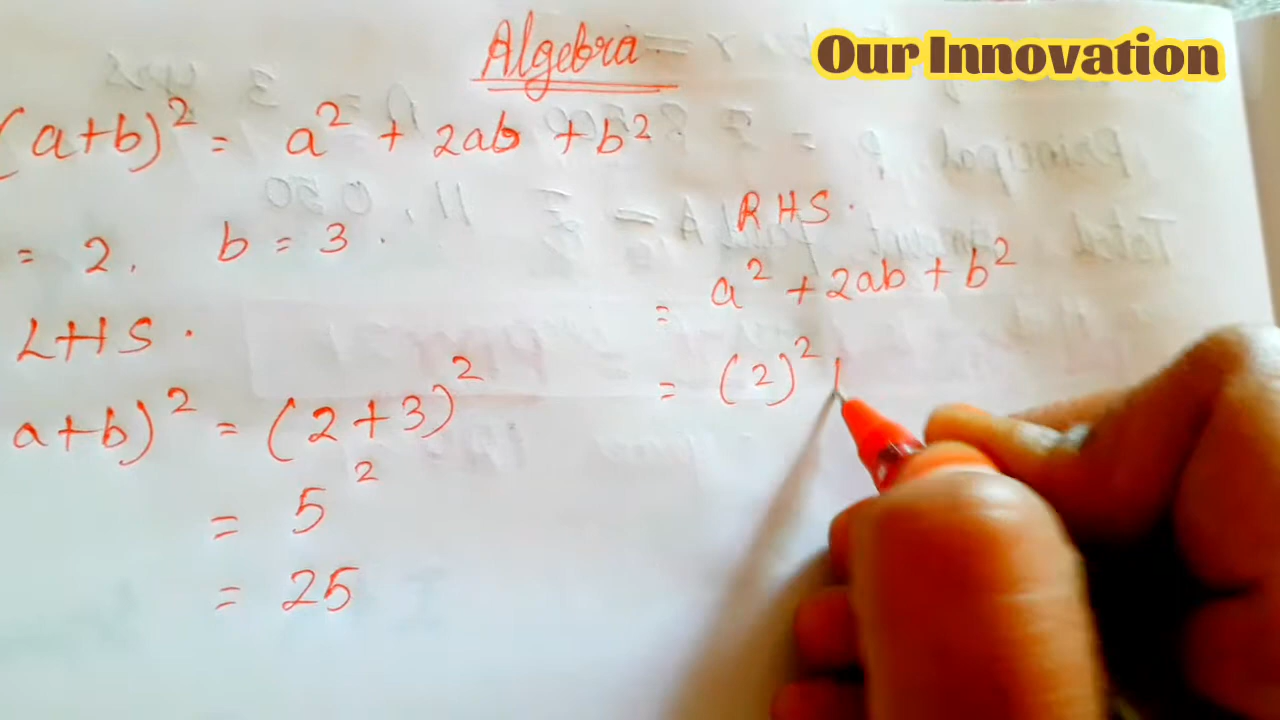 Our Innovation
Algebra
(a+b)² = a² + 2ab + b²
= 2, b = 3.
LHS.
a+b)² = (2+3)²
= 5²
= 25
RHS.
= a² + 2ab + b²
= (2)²